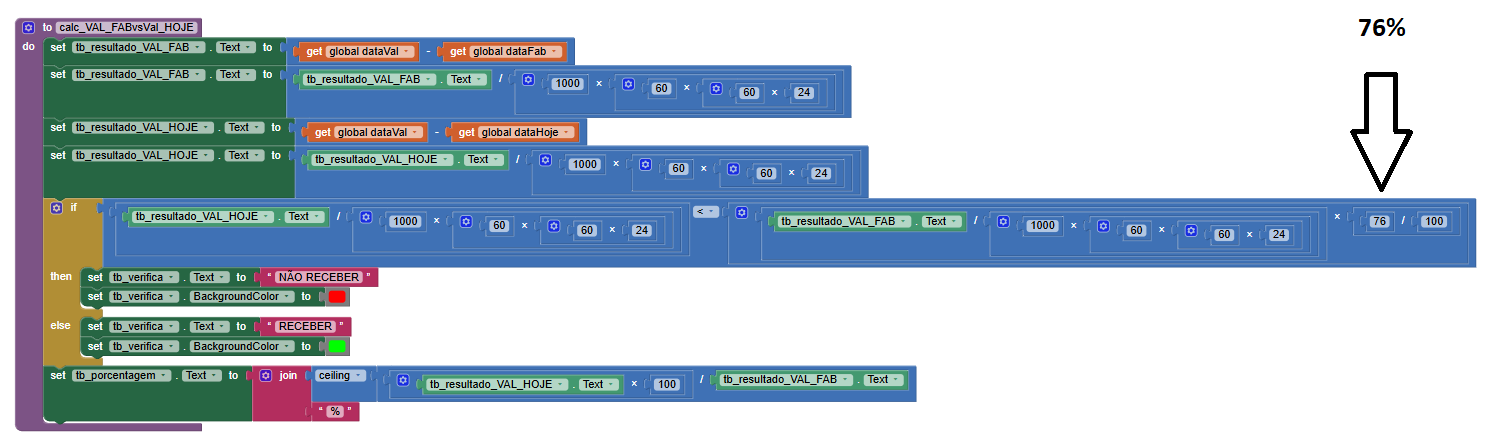 76%
to calc_VAL_FABvsVal_HOJE
do set tb_resultado_VAL_FAB . Text to get global dataVal - get global dataFab
set tb_resultado_VAL_FAB . Text to tb_resultado_VAL_FAB . Text / 1000 × 60 × 60 × 24
set tb_resultado_VAL_HOJE . Text to get global dataVal - get global dataHoje
set tb_resultado_VAL_HOJE . Text to tb_resultado_VAL_HOJE . Text / 1000 × 60 × 60 × 24
if tb_resultado_VAL_HOJE . Text / 1000 × 60 × 60 × 24 < tb_resultado_VAL_FAB . Text / 1000 × 60 × 60 × 24 × 76 / 100
then set tb_verifica . Text to “ NÃO RECEBER ”
set tb_verifica . BackgroundColor to
else set tb_verifica . Text to “ RECEBER ”
set tb_verifica . BackgroundColor to
set tb_porcentagem . Text to join ceiling tb_resultado_VAL_HOJE . Text × 100 / tb_resultado_VAL_FAB . Text
“ % ”